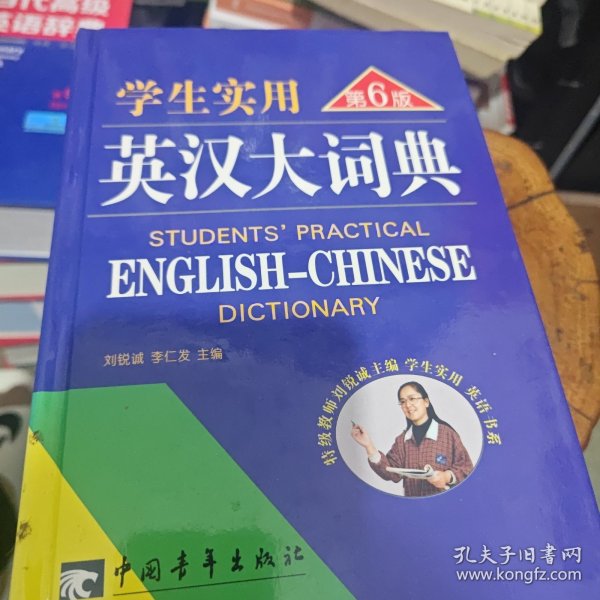 学生实用
第6版
英汉大词典
STUDENTS' PRACTICAL
ENGLISH-CHINESE
DICTIONARY
刘锐诚 李仁发 主编
特级教师刘锐诚主编 学生实用 英语书系
中国青年出版社
孔夫子旧书网
www.kongfz.com